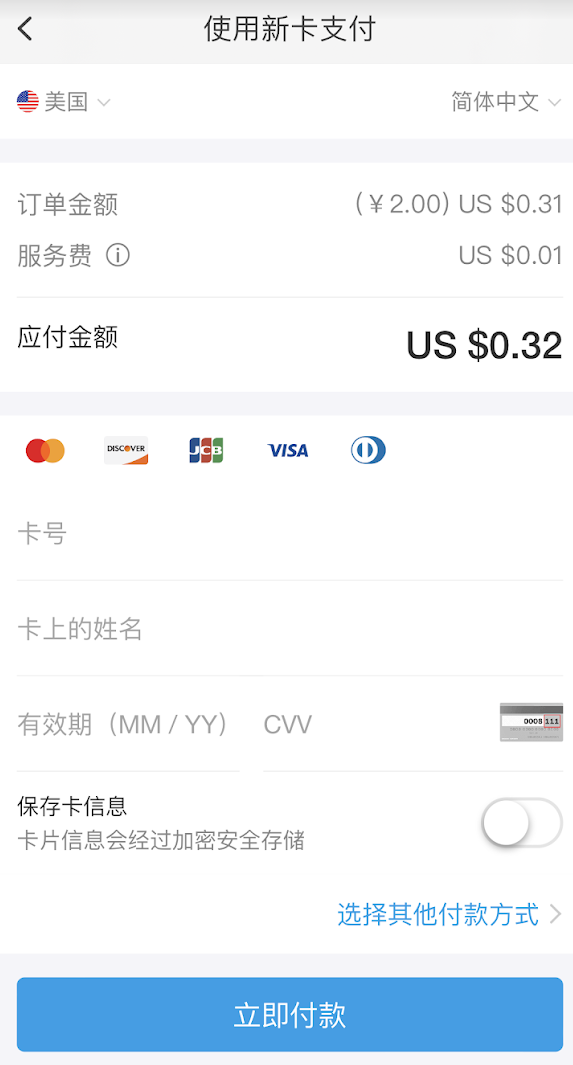 使用新卡支付
美国
简体中文
订单金额 (￥2.00) US $0.31
服务费 US $0.01
应付金额 US $0.32
DISCOVER JCB VISA
卡号
卡上的姓名
有效期（MM / YY） CVV
0008 111
保存卡信息
卡片信息会经过加密安全存储
选择其他付款方式
立即付款